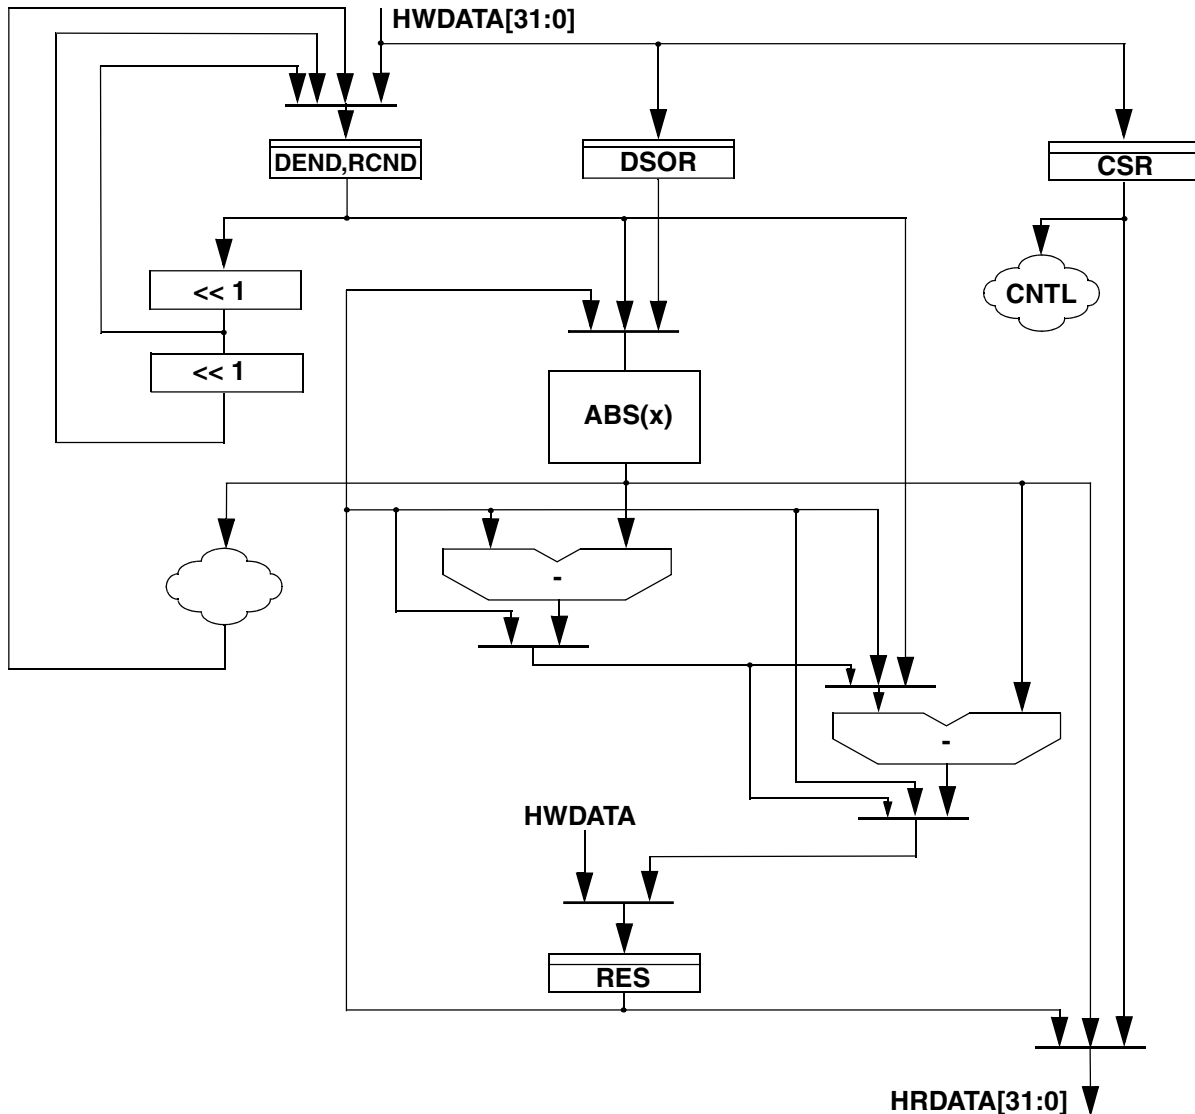 HWDATA[31:0]
DEND,RCND
DSOR
CSR
<< 1
CNTL
<< 1
ABS(x)
-
-
HWDATA
RES
HRDATA[31:0]